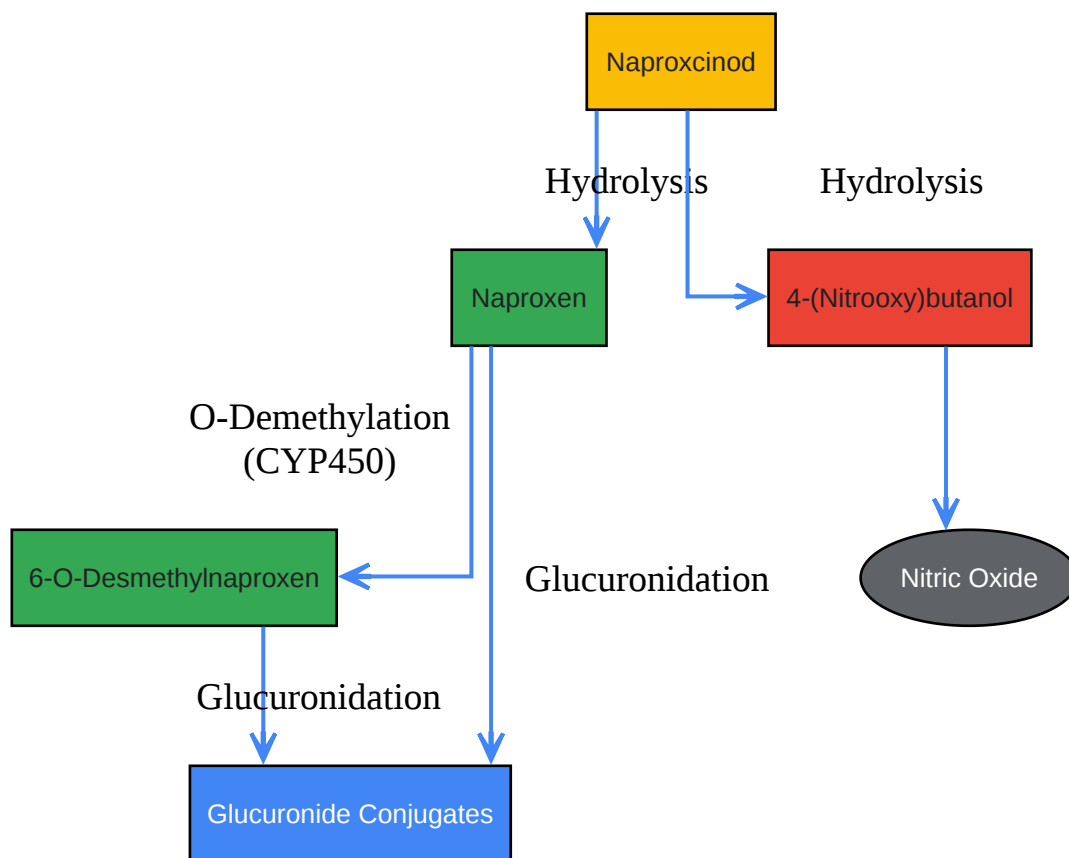 Naproxcinod
Hydrolysis
Hydrolysis
Naproxen
4-(Nitrooxy)butanol
O-Demethylation
(CYP450)
6-O-Desmethylnaproxen
Glucuronidation
Nitric Oxide
Glucuronidation
Glucuronide Conjugates